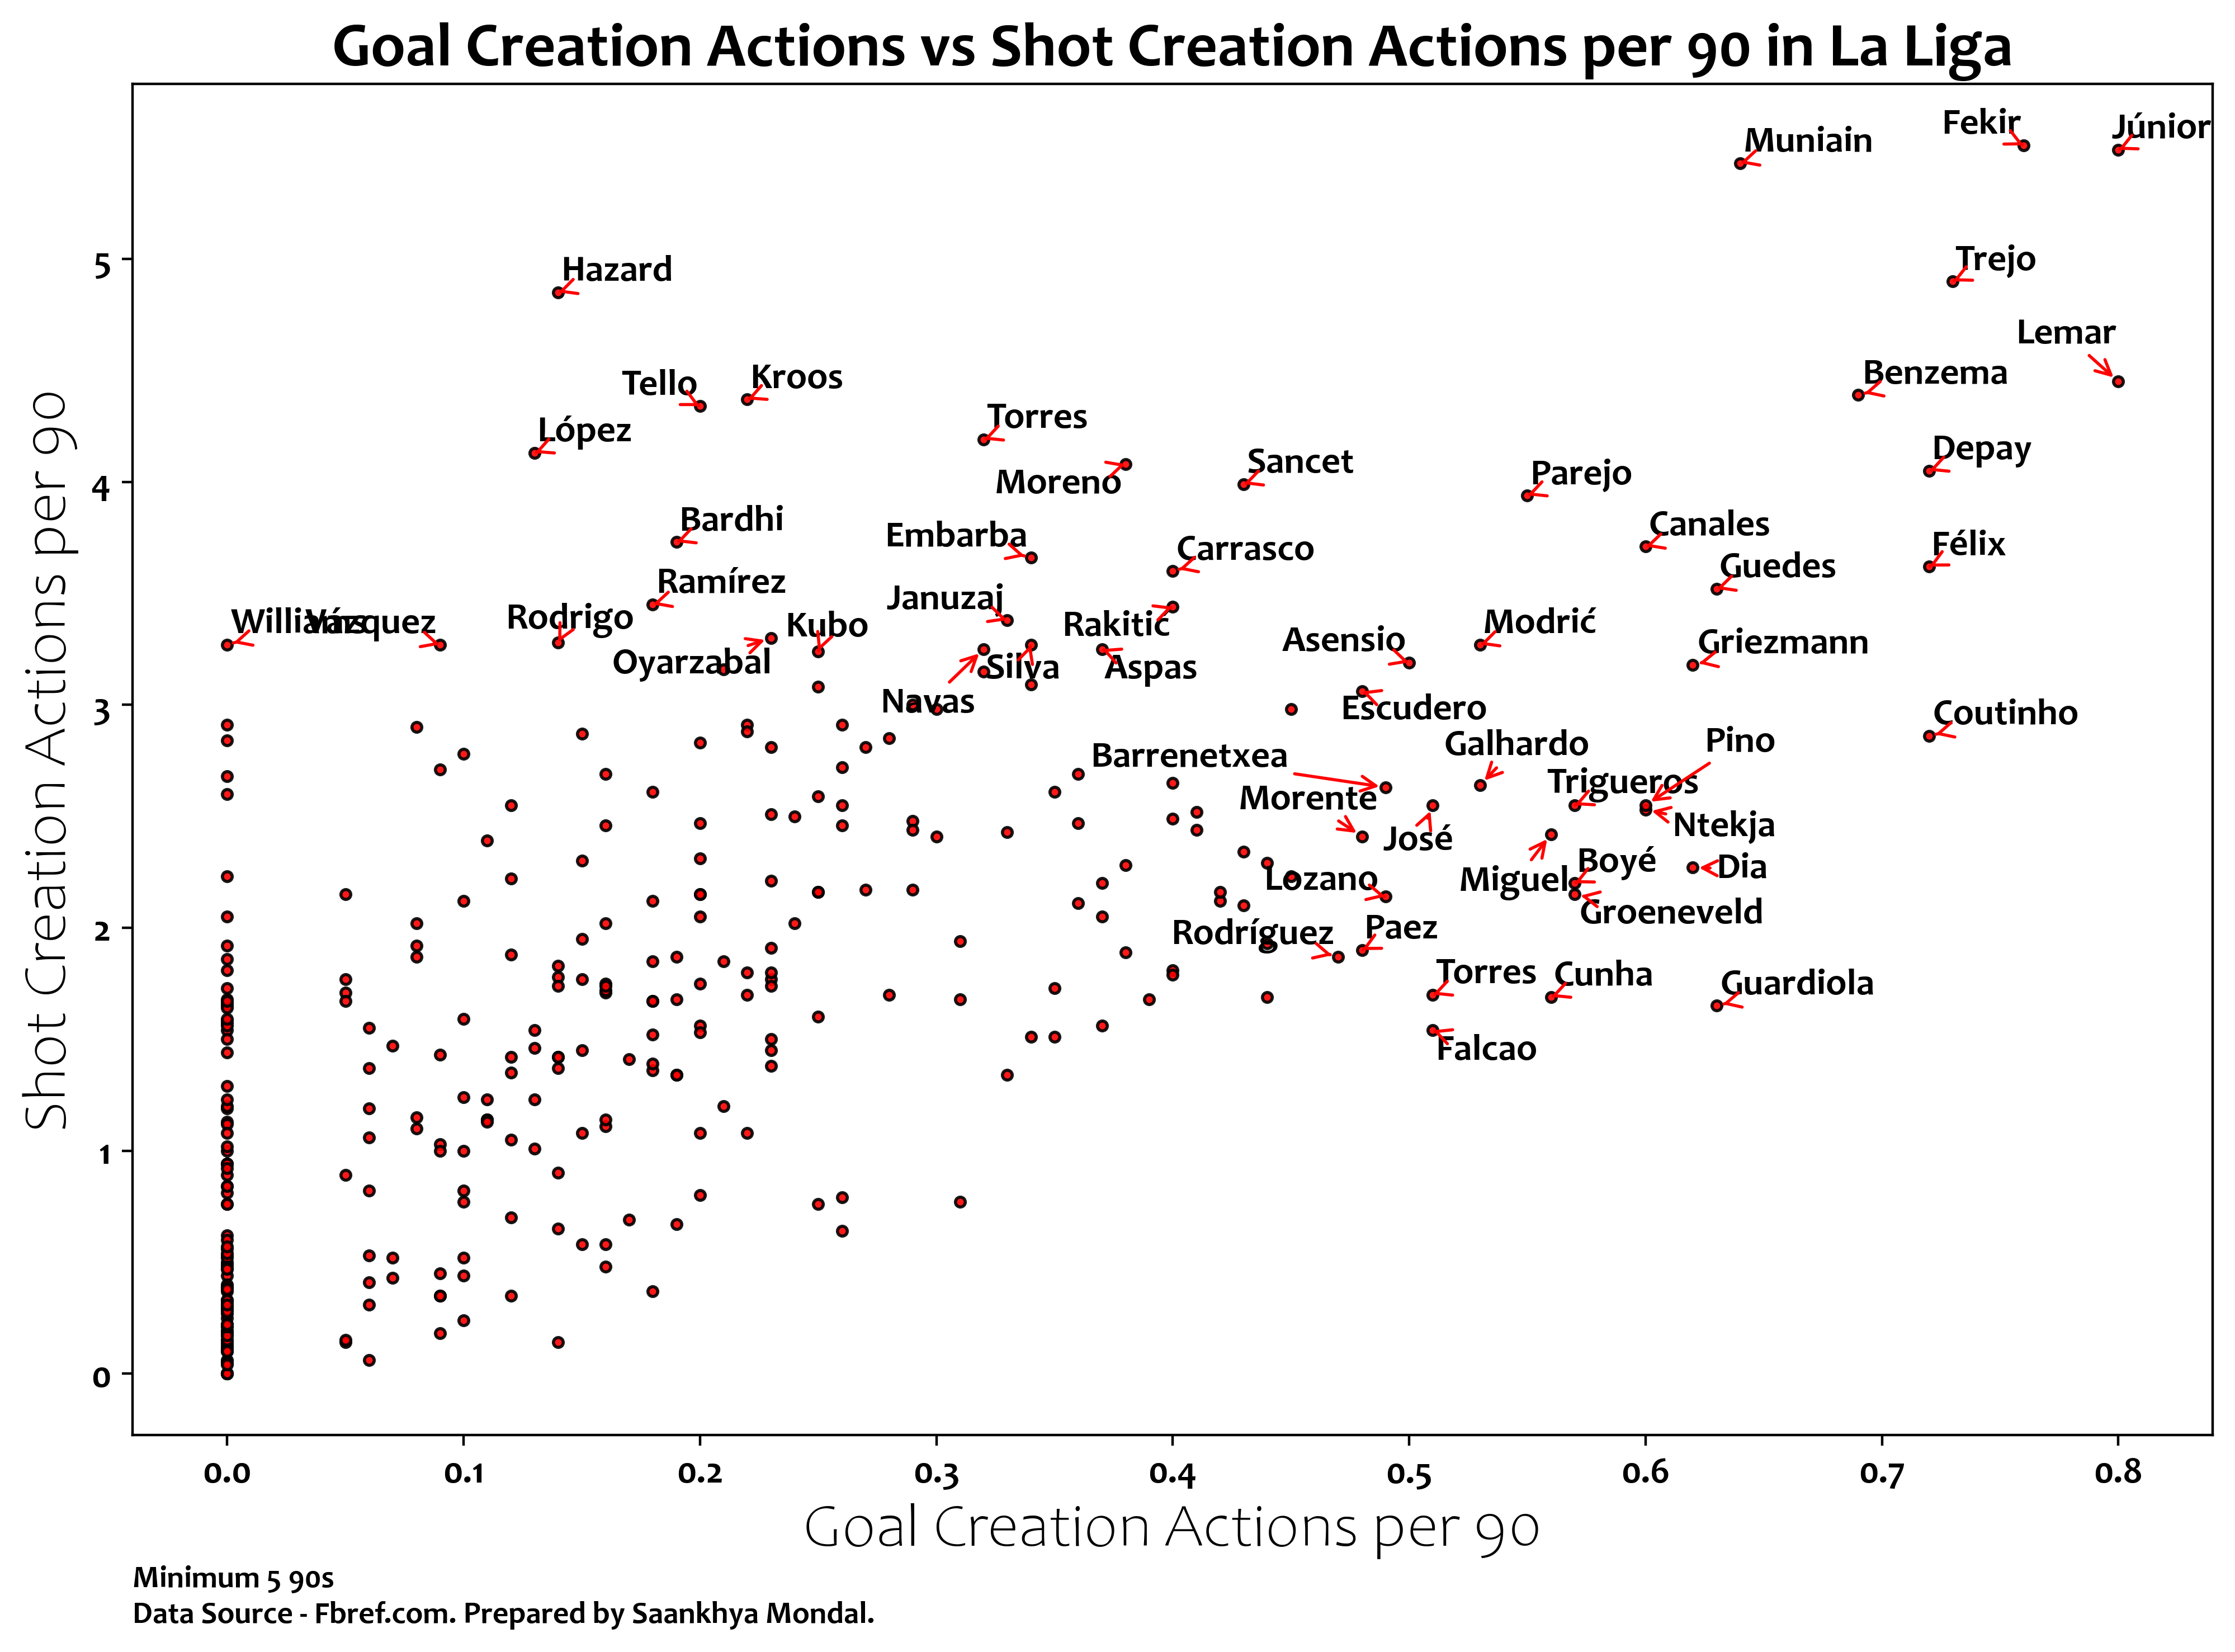 Goal Creation Actions vs Shot Creation Actions per 90 in La Liga
Fekir
Júnior
Muniain
Trejo
Hazard
Lemar
Benzema
Kroos
Tello
Torres
López
Depay
Sancet
Parejo
Moreno
Bardhi
Canales
Embarba
Carrasco
Félix
Guedes
Ramírez
Januzaj
Williams
Vázquez
Rodrigo
Kubo
Rakitić
Modrić
Asensio
Griezmann
Oyarzabal
Silva
Aspas
Navas
Escudero
Coutinho
Pino
Galhardo
Barrenetxea
Trigueros
Morente
Ntekja
José
Boyé
Dia
Miguel
Lozano
Groeneveld
Paez
Rodríguez
Torres
Cunha
Guardiola
Falcao
5
4
3
2
1
0
Shot Creation Actions per 90
0.0 0.1 0.2 0.3 0.4 0.5 0.6 0.7 0.8
Goal Creation Actions per 90
Minimum 5 90s
Data Source - Fbref.com. Prepared by Saankhya Mondal.